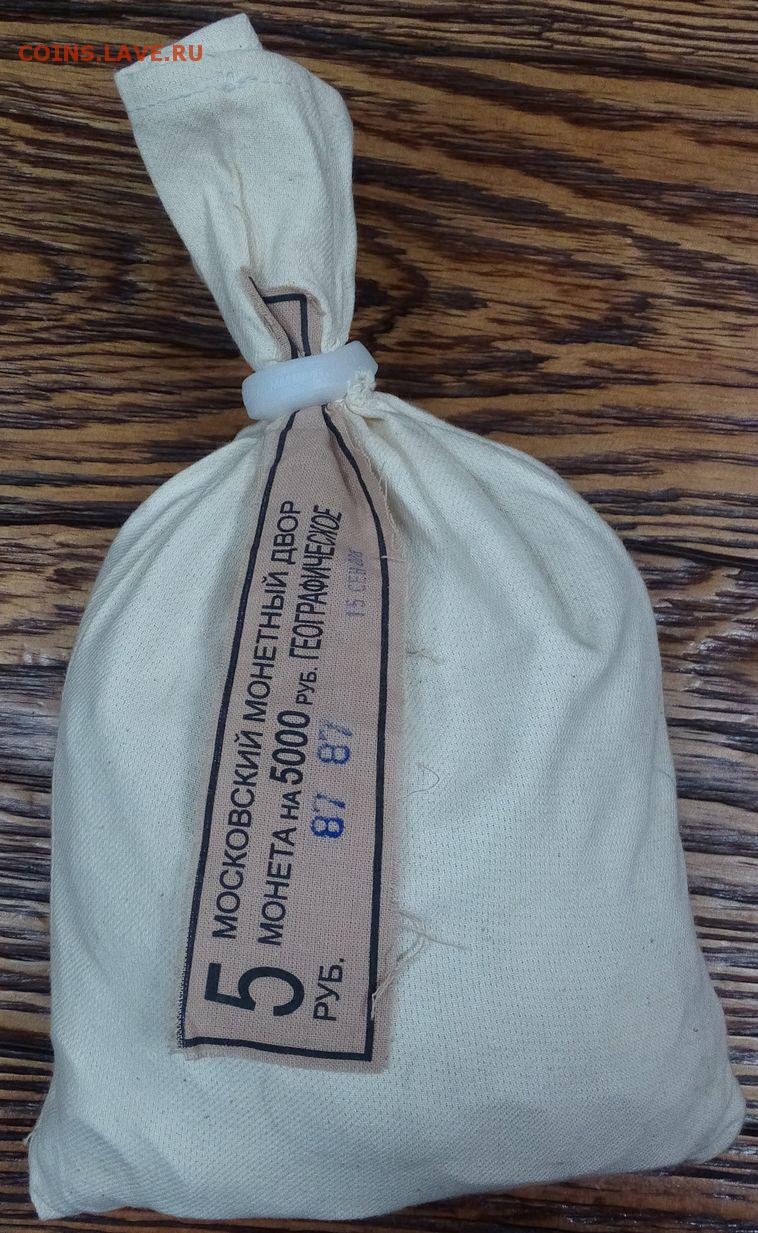 COINS.LAVE.RU
МОСКОВСКИЙ МОНЕТНЫЙ ДВОР
МОНЕТА НА 5000 РУБ. ГЕОГРАФИЧЕСКОЕ
87 87
5
РУБ.